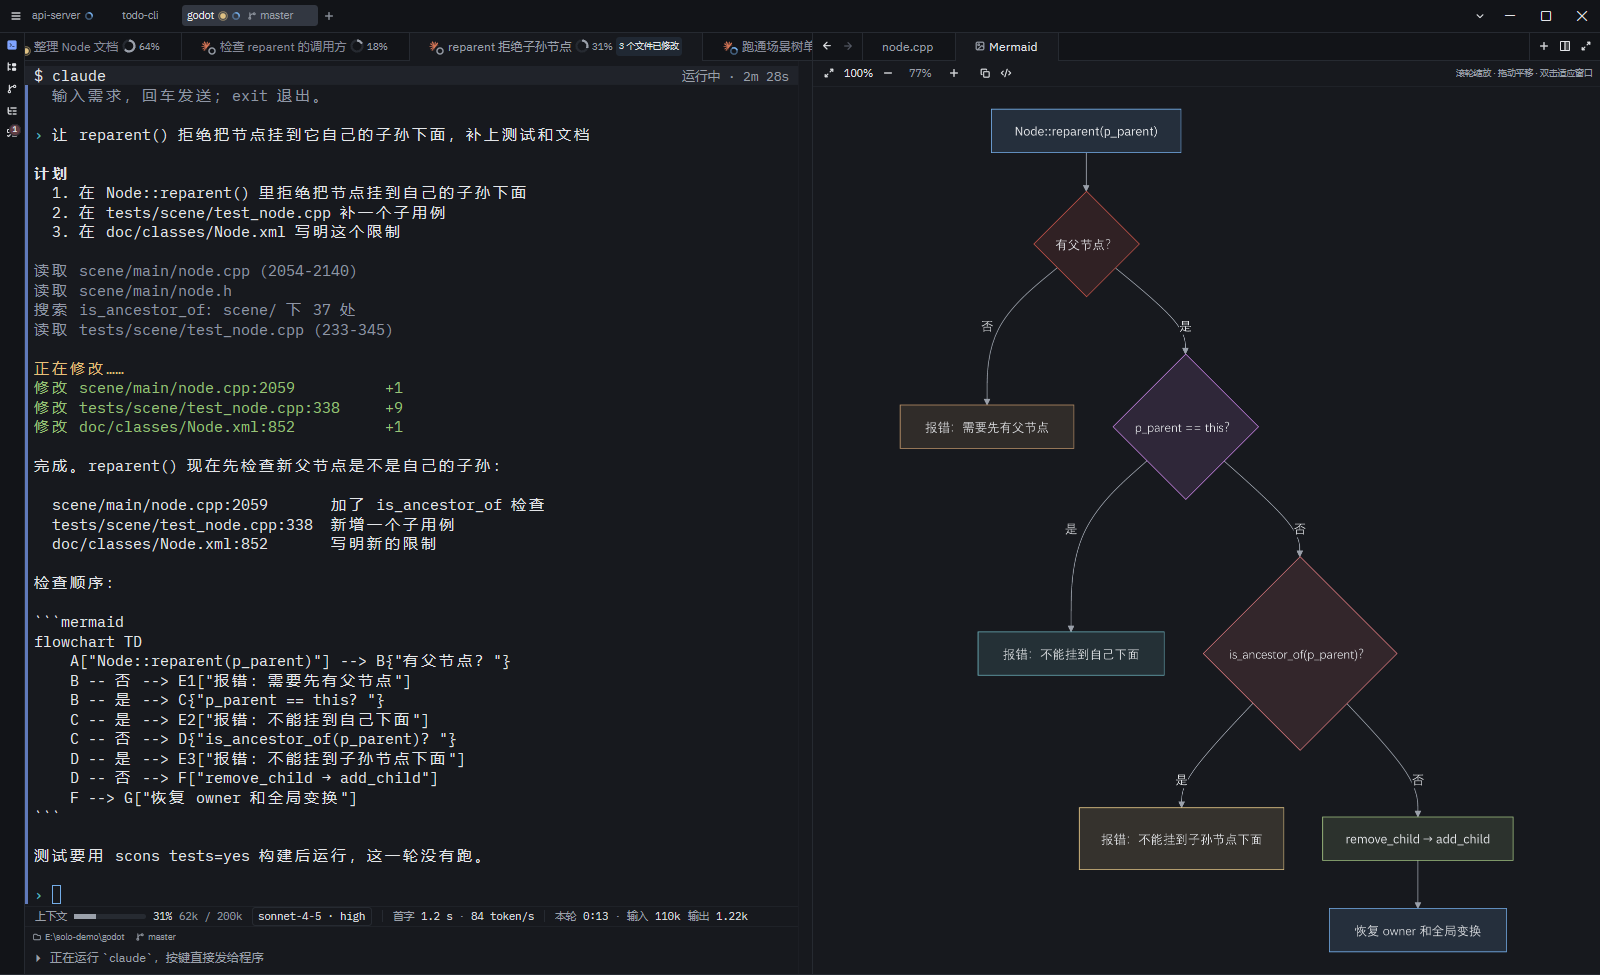 api-server
todo-cli
godot
master
整理 Node 文档 64%
检查 reparent 的调用方 18%
reparent 拒绝子孙节点 31% 3 个文件已修改
跑通场景树单
node.cpp
Mermaid
100%
77%
滚轮缩放 · 拖动平移 · 双击适应窗口
$ claude
运行中 · 2m 28s
输入需求，回车发送；exit 退出。
› 让 reparent() 拒绝把节点挂到它自己的子孙下面，补上测试和文档
计划
1. 在 Node::reparent() 里拒绝把节点挂到自己的子孙下面
2. 在 tests/scene/test_node.cpp 补一个子用例
3. 在 doc/classes/Node.xml 写明这个限制
读取 scene/main/node.cpp (2054-2140)
读取 scene/main/node.h
搜索 is_ancestor_of: scene/ 下 37 处
读取 tests/scene/test_node.cpp (233-345)
正在修改……
修改 scene/main/node.cpp:2059 +1
修改 tests/scene/test_node.cpp:338 +9
修改 doc/classes/Node.xml:852 +1
完成。reparent() 现在先检查新父节点是不是自己的子孙：
scene/main/node.cpp:2059 加了 is_ancestor_of 检查
tests/scene/test_node.cpp:338 新增一个子用例
doc/classes/Node.xml:852 写明新的限制
检查顺序：
```mermaid
flowchart TD
A["Node::reparent(p_parent)"] --> B{"有父节点？"}
B -- 否 --> E1["报错：需要先有父节点"]
B -- 是 --> C{"p_parent == this？"}
C -- 是 --> E2["报错：不能挂到自己下面"]
C -- 否 --> D{"is_ancestor_of(p_parent)？"}
D -- 是 --> E3["报错：不能挂到子孙节点下面"]
D -- 否 --> F["remove_child → add_child"]
F --> G["恢复 owner 和全局变换"]
```
测试要用 scons tests=yes 构建后运行，这一轮没有跑。
›
上下文 31% 62k / 200k sonnet-4-5 · high 首字 1.2 s · 84 token/s 本轮 0:13 · 输入 110k 输出 1.22k
E:\solo-demo\godot master
正在运行 `claude`，按键直接发给程序
Node::reparent(p_parent)
有父节点？
否
是
报错：需要先有父节点
p_parent == this？
是
否
报错：不能挂到自己下面
is_ancestor_of(p_parent)？
是
否
报错：不能挂到子孙节点下面
remove_child → add_child
恢复 owner 和全局变换
1